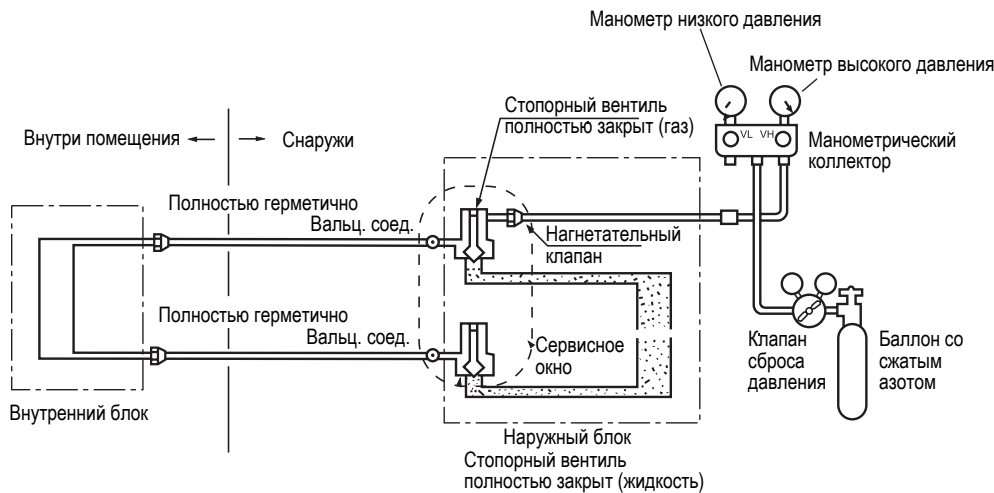 Манометр низкого давления
Манометр высокого давления
Стопорный вентиль
полностью закрыт (газ)
VL VH
Манометрический
коллектор
Внутри помещения
Снаружи
Полностью герметично
Вальц. соед.
Нагнетательный
клапан
Полностью герметично
Вальц. соед.
Сервисное
окно
Клапан
сброса
давления
Баллон со
сжатым
азотом
Внутренний блок
Наружный блок
Стопорный вентиль
полностью закрыт (жидкость)